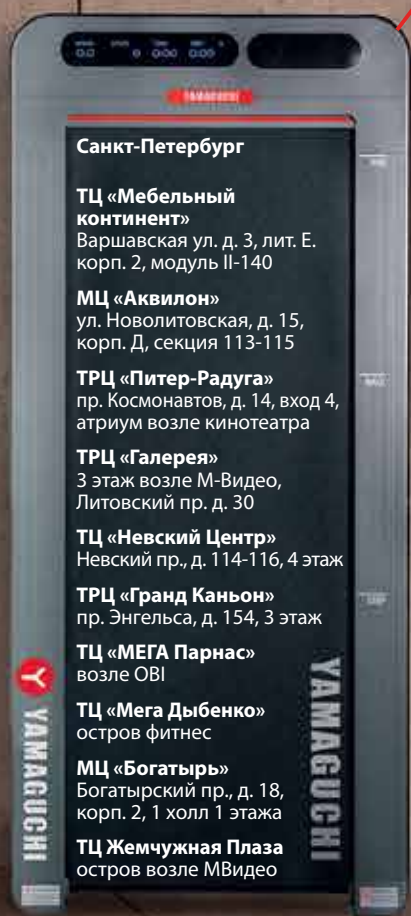 YAMAGUCHI
Санкт-Петербург
ТЦ «Мебельный
континент»
Варшавская ул. д. 3, лит. Е.
корп. 2, модуль II-140
МЦ «Аквилон»
ул. Новолитовская, д. 15,
корп. Д, секция 113-115
ТРЦ «Питер-Радуга»
пр. Космонавтов, д. 14, вход 4,
атриум возле кинотеатра
ТРЦ «Галерея»
3 этаж возле М-Видео,
Литовский пр. д. 30
ТЦ «Невский Центр»
Невский пр., д. 114-116, 4 этаж
ТРЦ «Гранд Каньон»
пр. Энгельса, д. 154, 3 этаж
ТЦ «МЕГА Парнас»
возле OBI
ТЦ «Мега Дыбенко»
остров фитнес
МЦ «Богатырь»
Богатырский пр., д. 18,
корп. 2, 1 холл 1 этажа
ТЦ Жемчужная Плаза
остров возле МВидео
Y YAMAGUCHI
YAMAGUCHI